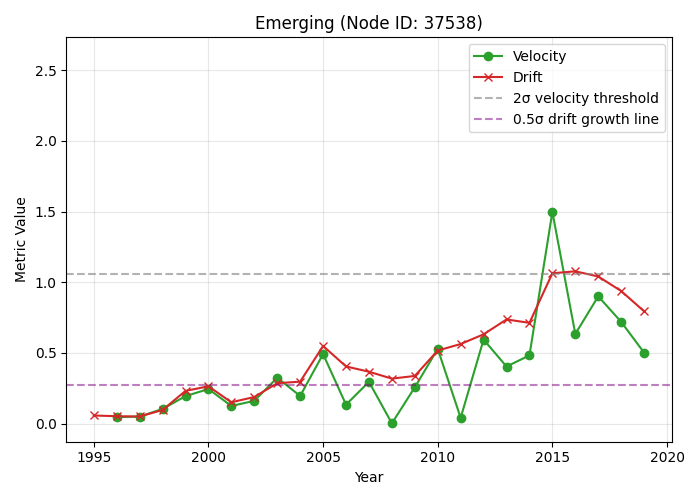 Emerging (Node ID: 37538)
Velocity
Drift
2σ velocity threshold
0.5σ drift growth line
Metric Value
2.5
2.0
1.5
1.0
0.5
0.0
1995 2000 2005 2010 2015 2020
Year